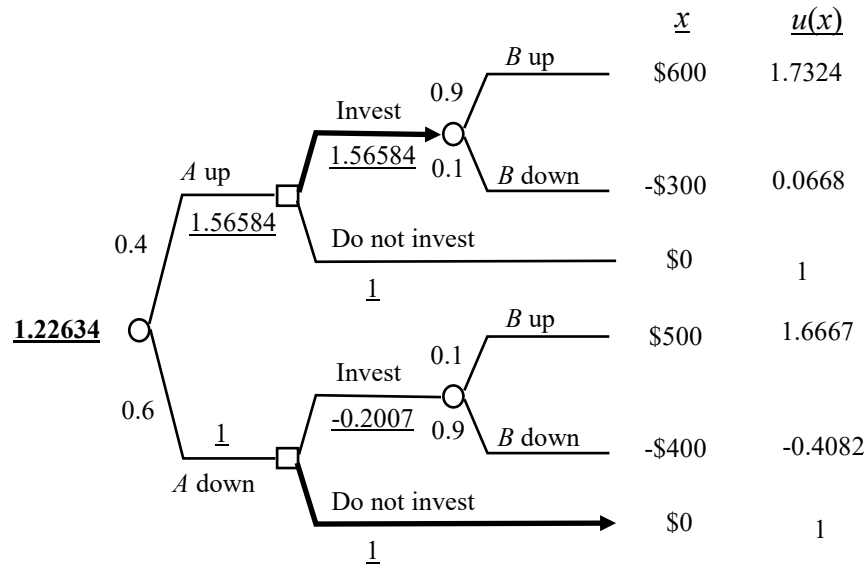 x u(x)
B up $600 1.7324
0.9
Invest
1.56584
0.1
B down -$300 0.0668
A up
1.56584
Do not invest $0 1
1
0.4
1.22634
B up $500 1.6667
0.1
Invest
-0.2007
0.9
B down -$400 -0.4082
0.6
1
A down
Do not invest $0 1
1